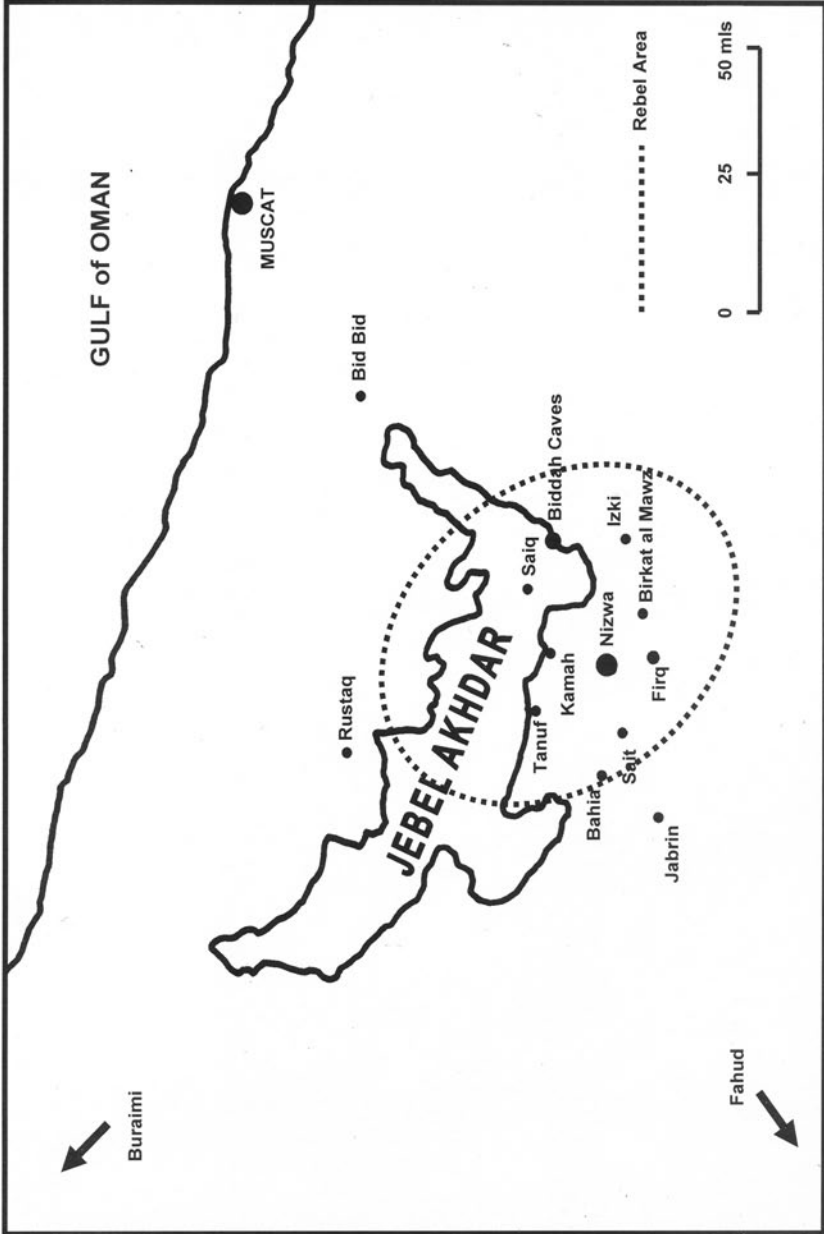 GULF of OMAN
MUSCAT
Buraimi
Bid Bid
Rustaq
JEBEL AKHDAR
Biddah Caves
Saiq
Izki
Birkat al Mawz
Nizwa
Kamah
Tanuf
Firq
Sait
Bahia
Jabrin
Fahud
Rebel Area
0 25 50 mls